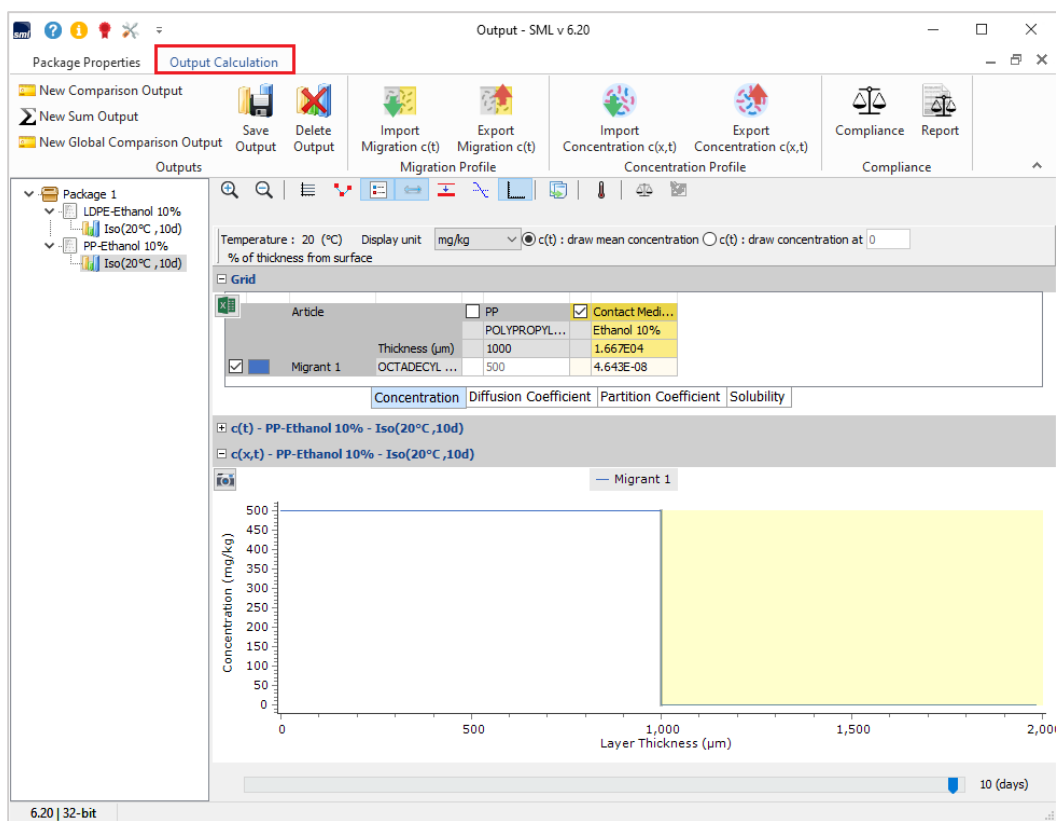 sml
Output - SML v 6.20
Package Properties
Output Calculation
New Comparison Output
New Sum Output
New Global Comparison Output
Save
Output
Delete
Output
Outputs
Import
Migration c(t)
Export
Migration c(t)
Migration Profile
Import
Concentration c(x,t)
Export
Concentration c(x,t)
Concentration Profile
Compliance
Report
Compliance
Package 1
LDPE-Ethanol 10%
Iso(20°C ,10d)
PP-Ethanol 10%
Iso(20°C ,10d)
Temperature : 20 (°C) Display unit mg/kg c(t) : draw mean concentration c(t) : draw concentration at 0
% of thickness from surface
Grid
Article PP Contact Medi...
POLYPROPYL... Ethanol 10%
Thickness (µm) 1000 1.667E04
Migrant 1 OCTADECYL ... 500 4.643E-08
Concentration Diffusion Coefficient Partition Coefficient Solubility
c(t) - PP-Ethanol 10% - Iso(20°C ,10d)
c(x,t) - PP-Ethanol 10% - Iso(20°C ,10d)
Migrant 1
Concentration (mg/kg)
500
450
400
350
300
250
200
150
100
50
0
0 500 1,000 1,500 2,00
Layer Thickness (µm)
10 (days)
6.20 | 32-bit